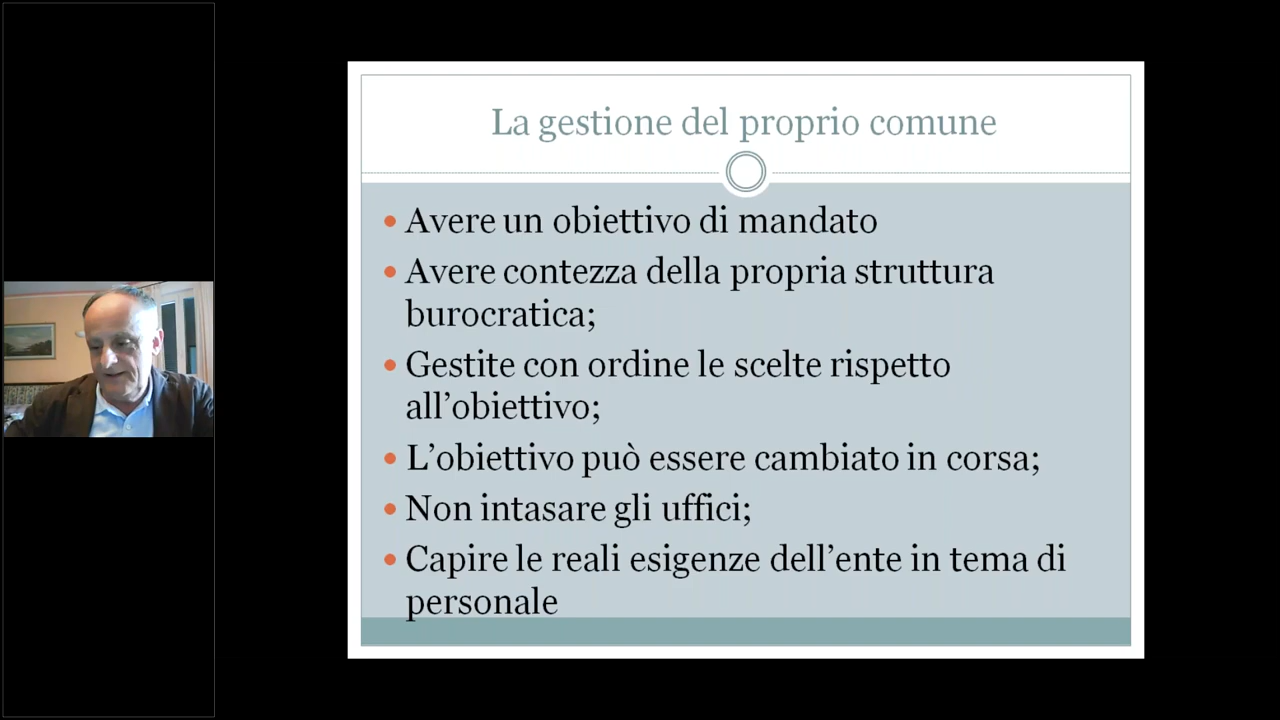 La gestione del proprio comune
Avere un obiettivo di mandato
Avere contezza della propria struttura
burocratica;
Gestite con ordine le scelte rispetto
all’obiettivo;
L’obiettivo può essere cambiato in corsa;
Non intasare gli uffici;
Capire le reali esigenze dell’ente in tema di
personale